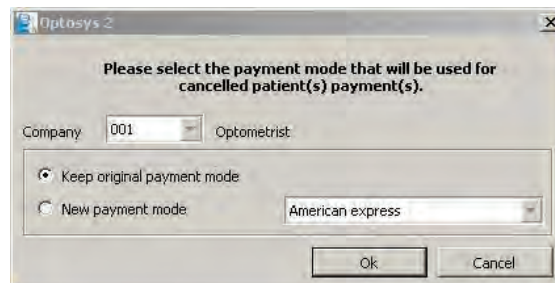 Optosys 2
Please select the payment mode that will be used for
cancelled patient(s) payment(s).
Company 001 Optometrist
Keep original payment mode
New payment mode American express
Ok Cancel